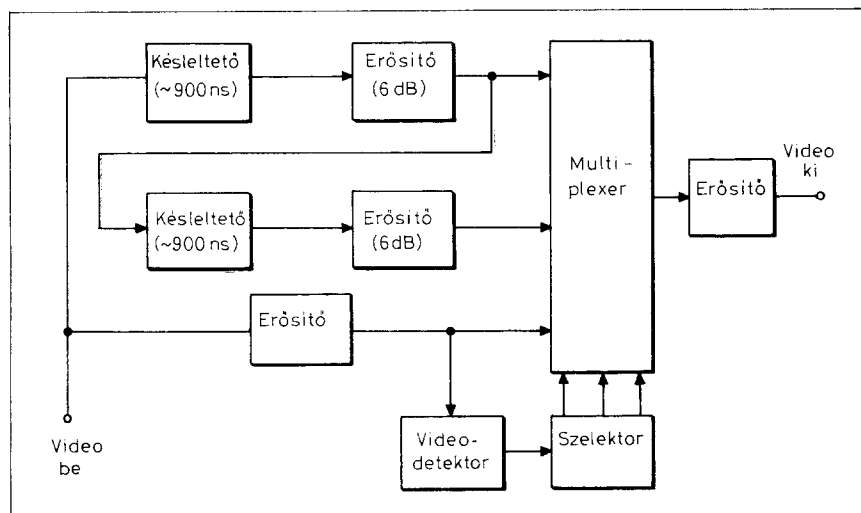 Késleltető
(~900 ns)
Erősítő
(6 dB)
Multi-
plexer
Erősítő
Video
ki
Késleltető
(~900 ns)
Erősítő
(6dB)
Erősítő
Video
be
Video-
detektor
Szelektor